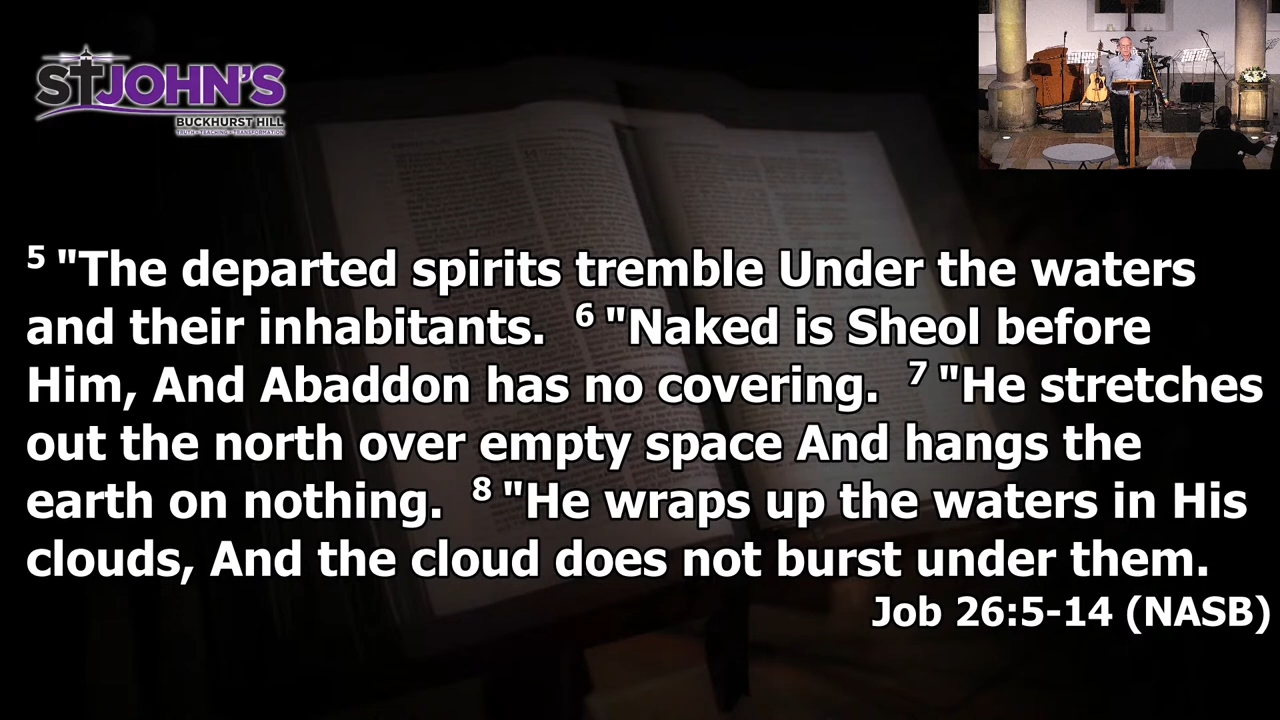 ST JOHN'S
BUCKHURST HILL
TRUTH • TEACHING • TRANSFORMATION
5 "The departed spirits tremble Under the waters
and their inhabitants. 6 "Naked is Sheol before
Him, And Abaddon has no covering. 7 "He stretches
out the north over empty space And hangs the
earth on nothing. 8 "He wraps up the waters in His
clouds, And the cloud does not burst under them.
Job 26:5-14 (NASB)